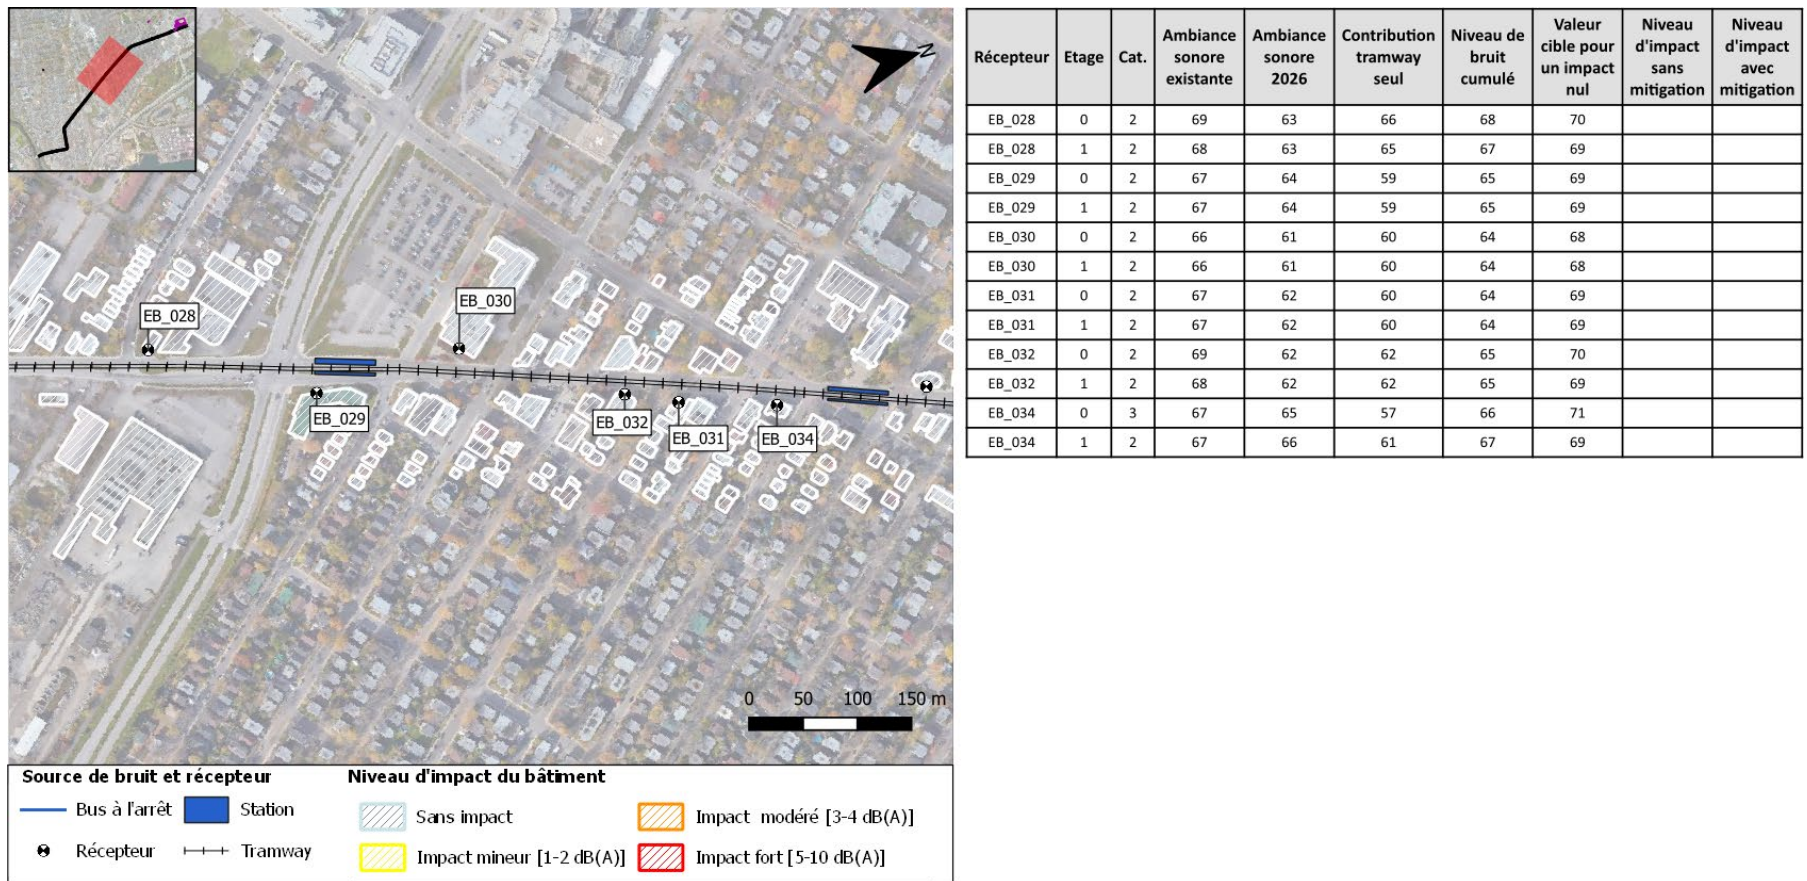 N
EB_028
EB_030
EB_029
EB_032
EB_031
EB_034
0 50 100 150 m
Source de bruit et récepteur
Bus à l'arrêt Station
Récepteur Tramway
Niveau d'impact du bâtiment
Sans impact Impact modéré [3-4 dB(A)]
Impact mineur [1-2 dB(A)] Impact fort [5-10 dB(A)]
Récepteur Etage Cat. Ambiance sonore existante Ambiance sonore 2026 Contribution tramway seul Niveau de bruit cumulé Valeur cible pour un impact nul Niveau d'impact sans mitigation Niveau d'impact avec mitigation
EB_028 0 2 69 63 66 68 70
EB_028 1 2 68 63 65 67 69
EB_029 0 2 67 64 59 65 69
EB_029 1 2 67 64 59 65 69
EB_030 0 2 66 61 60 64 68
EB_030 1 2 66 61 60 64 68
EB_031 0 2 67 62 60 64 69
EB_031 1 2 67 62 60 64 69
EB_032 0 2 69 62 62 65 70
EB_032 1 2 68 62 62 65 69
EB_034 0 3 67 65 57 66 71
EB_034 1 2 67 66 61 67 69